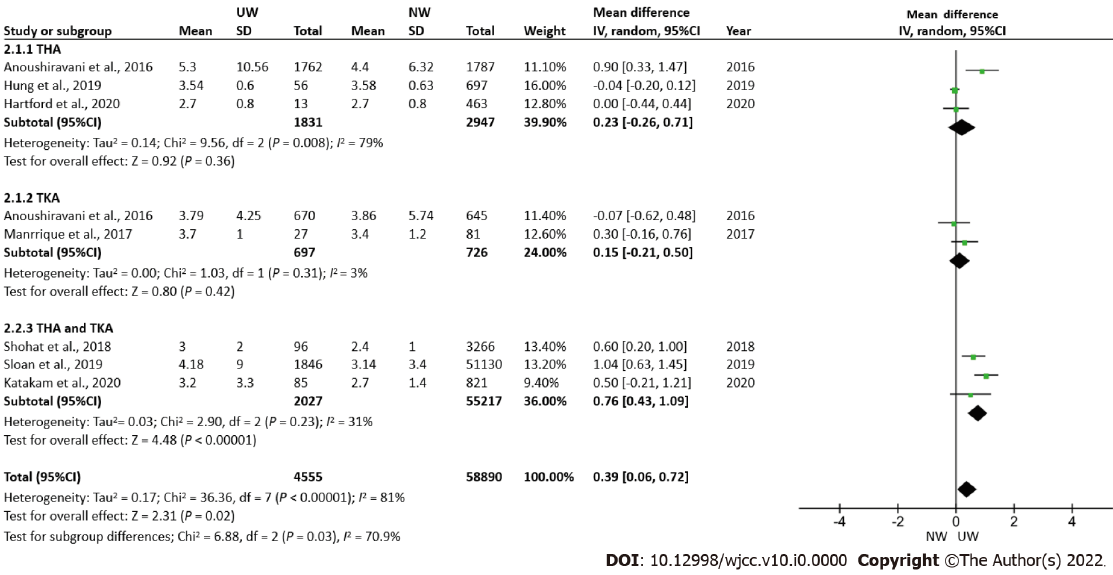 UW NW Mean difference Mean difference
Study or subgroup Mean SD Total Mean SD Total Weight IV, random, 95%CI Year IV, random, 95%CI
2.1.1 THA
Anoushiravani et al., 2016 5.3 10.56 1762 4.4 6.32 1787 11.10% 0.90 [0.33, 1.47] 2016
Hung et al., 2019 3.54 0.6 56 3.58 0.63 697 16.00% -0.04 [-0.20, 0.12] 2019
Hartford et al., 2020 2.7 0.8 13 2.7 0.8 463 12.80% 0.00 [-0.44, 0.44] 2020
Subtotal (95%CI) 1831 2947 39.90% 0.23 [-0.26, 0.71]
Heterogeneity: Tau² = 0.14; Chi² = 9.56, df = 2 (P = 0.008); I² = 79%
Test for overall effect: Z = 0.92 (P = 0.36)
2.1.2 TKA
Anoushiravani et al., 2016 3.79 4.25 670 3.86 5.74 645 11.40% -0.07 [-0.62, 0.48] 2016
Manrrique et al., 2017 3.7 1 27 3.4 1.2 81 12.60% 0.30 [-0.16, 0.76] 2017
Subtotal (95%CI) 697 726 24.00% 0.15 [-0.21, 0.50]
Heterogeneity: Tau² = 0.00; Chi² = 1.03, df = 1 (P = 0.31); I² = 3%
Test for overall effect: Z = 0.80 (P = 0.42)
2.2.3 THA and TKA
Shohat et al., 2018 3 2 96 2.4 1 3266 13.40% 0.60 [0.20, 1.00] 2018
Sloan et al., 2019 4.18 9 1846 3.14 3.4 51130 13.20% 1.04 [0.63, 1.45] 2019
Katakam et al., 2020 3.2 3.3 85 2.7 1.4 821 9.40% 0.50 [-0.21, 1.21] 2020
Subtotal (95%CI) 2027 55217 36.00% 0.76 [0.43, 1.09]
Heterogeneity: Tau²= 0.03; Chi² = 2.90, df = 2 (P = 0.23); I² = 31%
Test for overall effect: Z = 4.48 (P < 0.00001)
Total (95%CI) 4555 58890 100.00% 0.39 [0.06, 0.72]
Heterogeneity: Tau² = 0.17; Chi² = 36.36, df = 7 (P < 0.00001); I² = 81%
Test for overall effect: Z = 2.31 (P = 0.02)
Test for subgroup differences; Chi² = 6.88, df = 2 (P = 0.03), I² = 70.9%
-4 -2 0 2 4
NW UW
DOI: 10.12998/wjcc.v10.i0.0000 Copyright ©The Author(s) 2022.